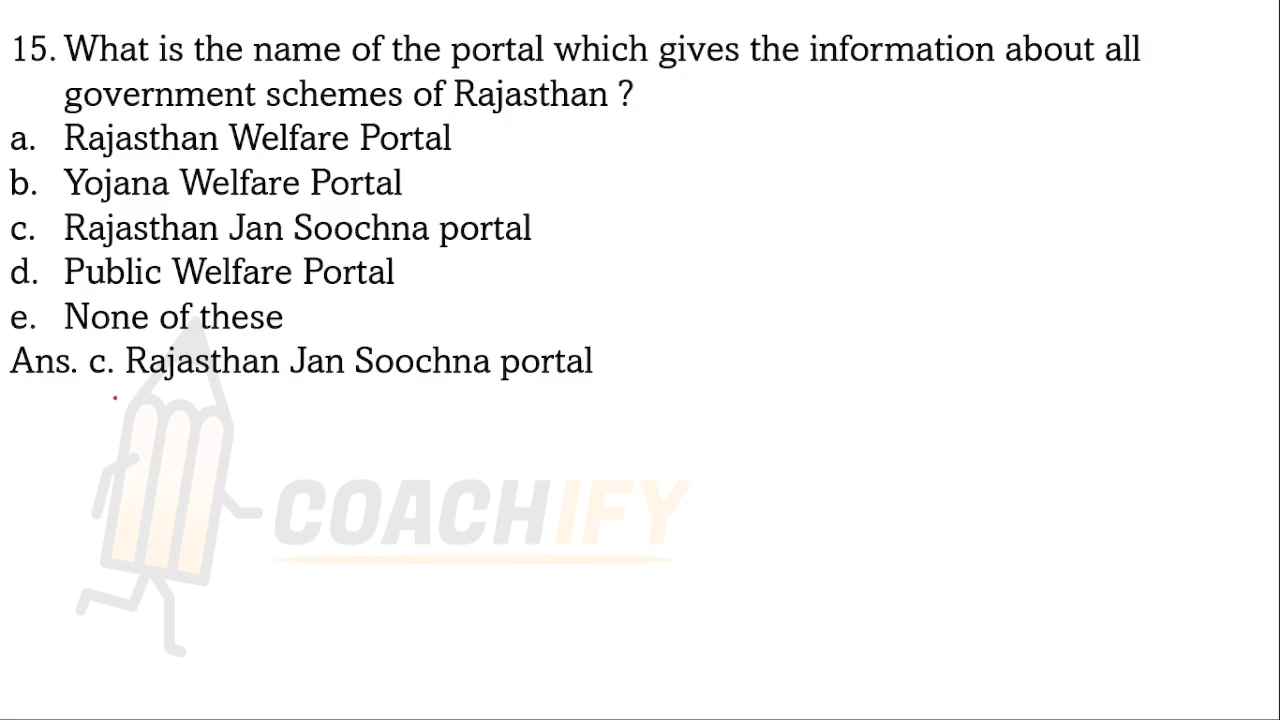 15. What is the name of the portal which gives the information about all
government schemes of Rajasthan ?
a. Rajasthan Welfare Portal
b. Yojana Welfare Portal
c. Rajasthan Jan Soochna portal
d. Public Welfare Portal
e. None of these
Ans. c. Rajasthan Jan Soochna portal
COACHIFY